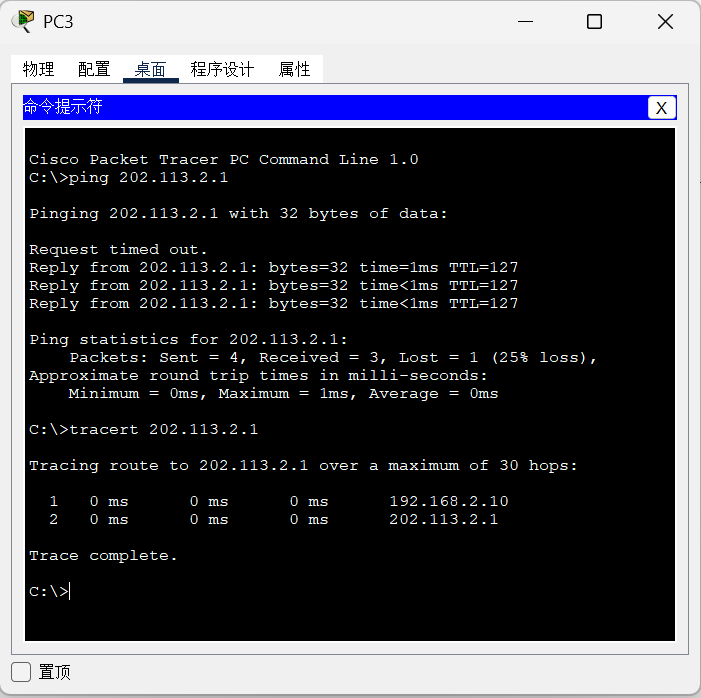 PC3
物理 配置 桌面 程序设计 属性
命令提示符 X
Cisco Packet Tracer PC Command Line 1.0
C:\>ping 202.113.2.1
Pinging 202.113.2.1 with 32 bytes of data:
Request timed out.
Reply from 202.113.2.1: bytes=32 time=1ms TTL=127
Reply from 202.113.2.1: bytes=32 time<1ms TTL=127
Reply from 202.113.2.1: bytes=32 time<1ms TTL=127
Ping statistics for 202.113.2.1:
    Packets: Sent = 4, Received = 3, Lost = 1 (25% loss),
Approximate round trip times in milli-seconds:
    Minimum = 0ms, Maximum = 1ms, Average = 0ms
C:\>tracert 202.113.2.1
Tracing route to 202.113.2.1 over a maximum of 30 hops:
  1   0 ms      0 ms      0 ms      192.168.2.10
  2   0 ms      0 ms      0 ms      202.113.2.1
Trace complete.
C:\>
置顶